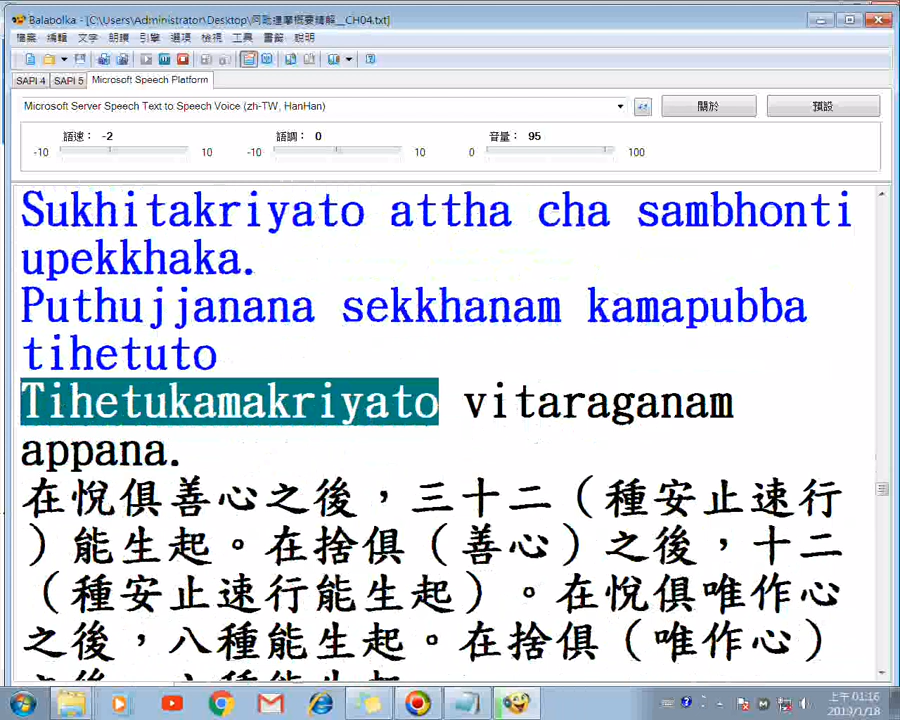 Balabolka - [C:\Users\Administrator\Desktop\阿毗達摩概要精解__CH04.txt]
檔案 編輯 文字 朗讀 引擎 選項 檢視 工具 書籤 說明
SAPI 4 SAPI 5 Microsoft Speech Platform
Microsoft Server Speech Text to Speech Voice (zh-TW, HanHan) 關於 預設
語速： -2 語調： 0 音量： 95
-10 10 -10 10 0 100
Sukhitakriyato attha cha sambhonti
upekkhaka.
Puthujjanana sekkhanam kamapubba
tihetuto
Tihetukamakriyato vitaraganam
appana.
在悅俱善心之後，三十二（種安止速行
）能生起。在捨俱（善心）之後，十二
（種安止速行能生起）。在悅俱唯作心
之後，八種能生起。在捨俱（唯作心）
上午 01:16
2019/1/18